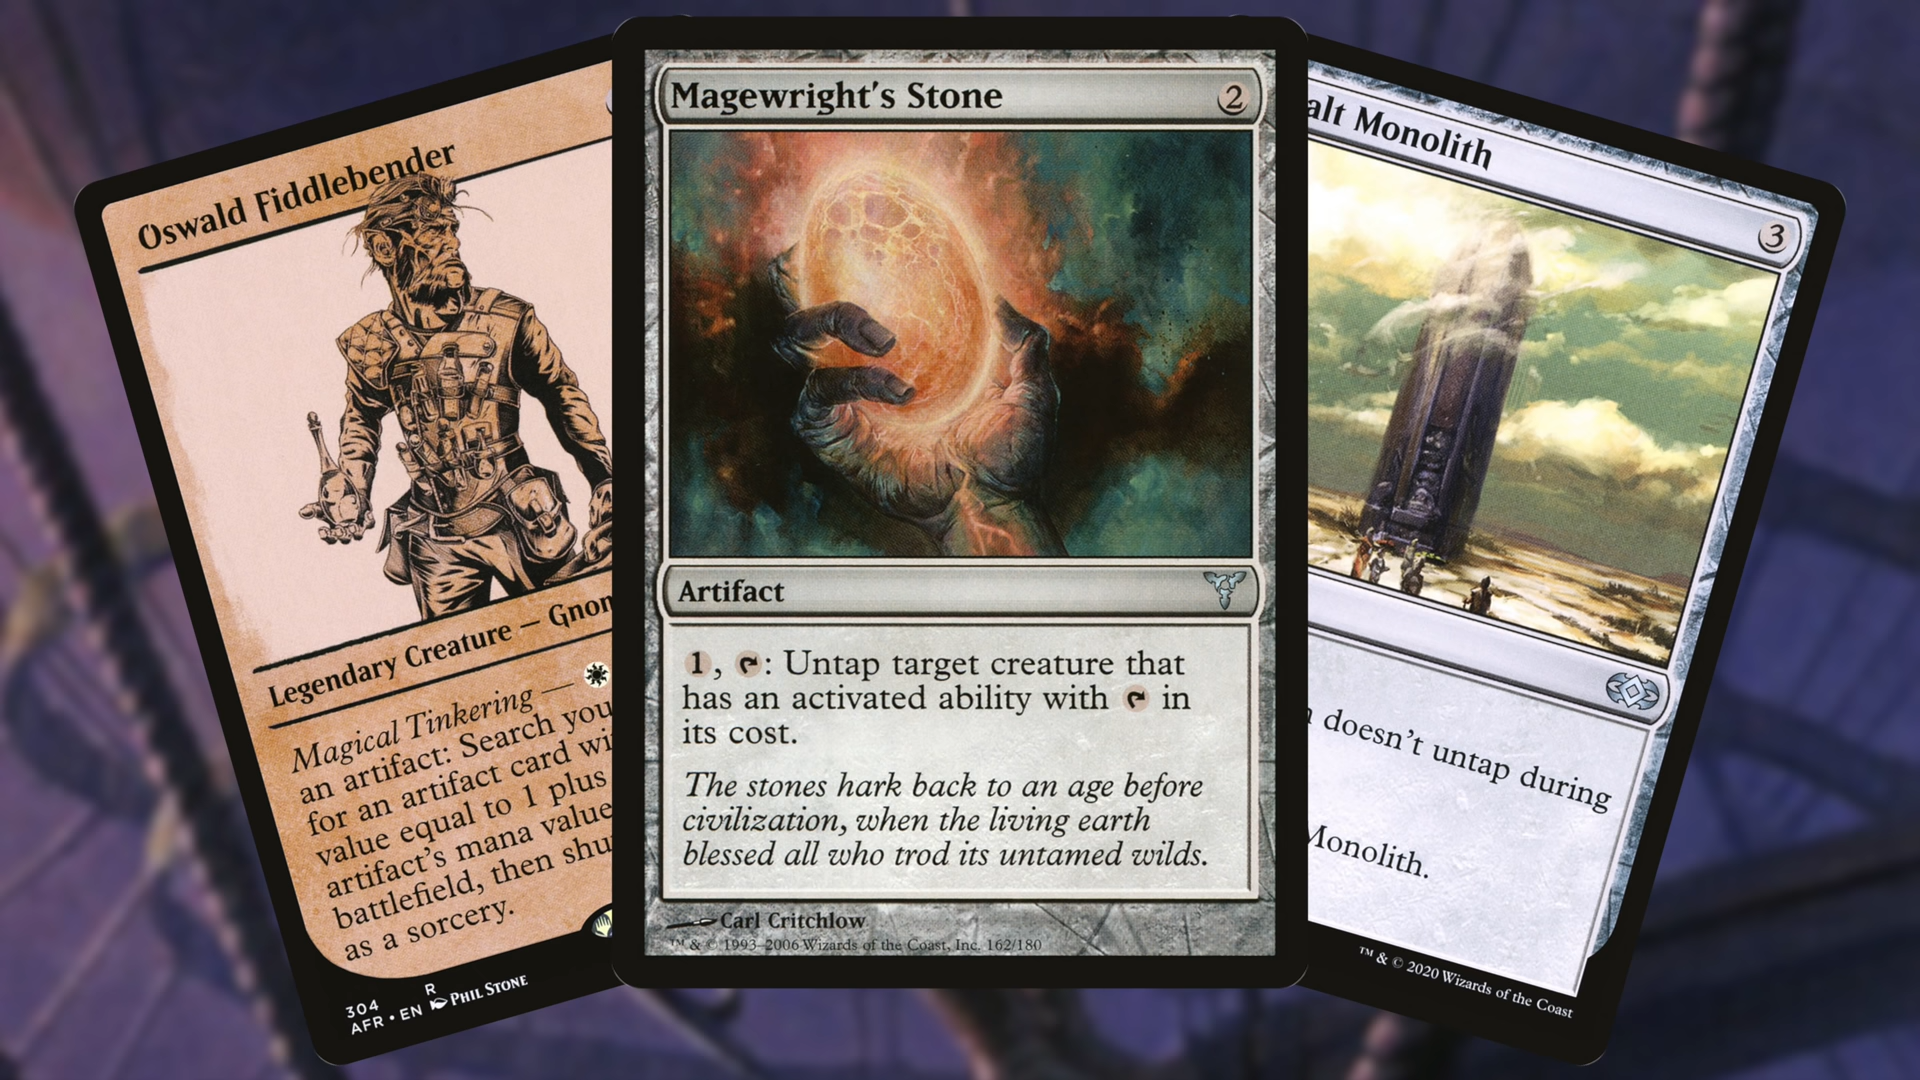 Oswald Fiddlebender
Legendary Creature — Gnom
Magical Tinkering —
an artifact: Search you
for an artifact card wi
value equal to 1 plus
artifact's mana value
battlefield, then shu
as a sorcery.
304 R
AFR • EN PHIL STONE
Magewright's Stone 2
Artifact
1, : Untap target creature that
has an activated ability with in
its cost.
The stones hark back to an age before
civilization, when the living earth
blessed all who trod its untamed wilds.
Carl Critchlow
™ & © 1993–2006 Wizards of the Coast, Inc. 162/180
alt Monolith
3
doesn't untap during
Monolith.
™ & © 2020 Wizards of the Coast